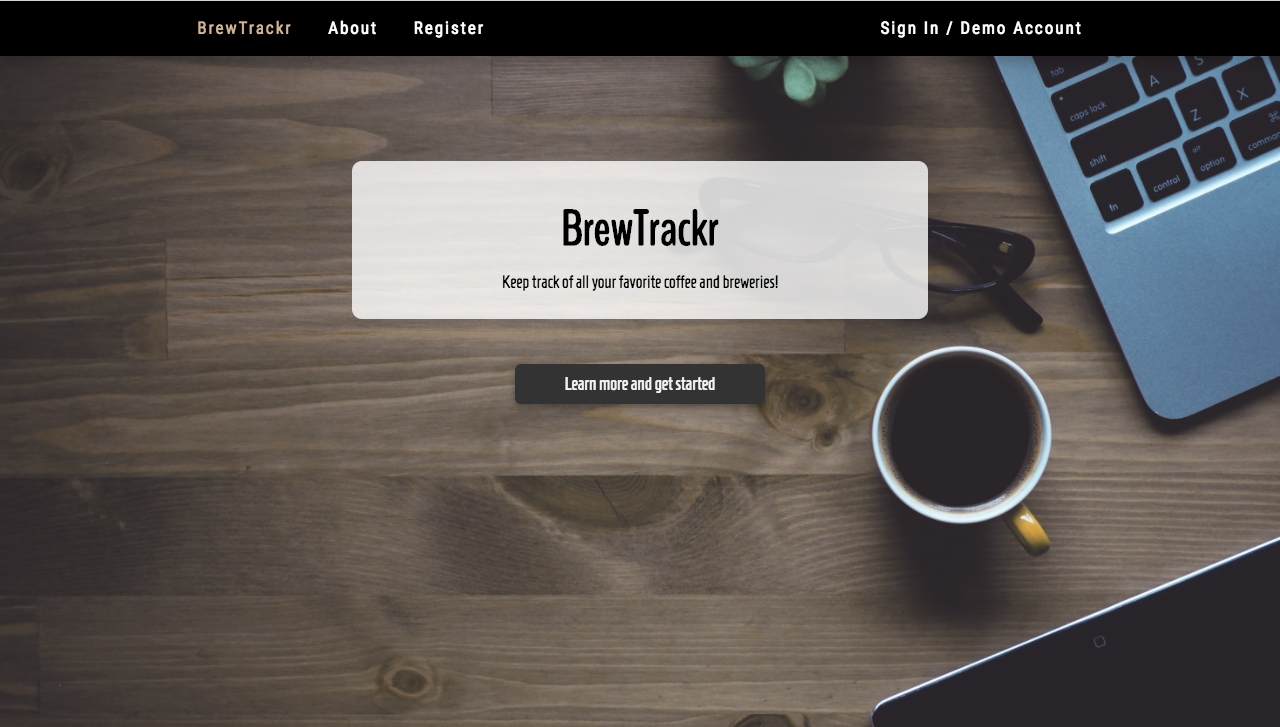 BrewTrackr About Register Sign In / Demo Account
tab
A S
caps lock
Z X
shift
⌘
alt
fn control option
BrewTrackr
Keep track of all your favorite coffee and breweries!
Learn more and get started